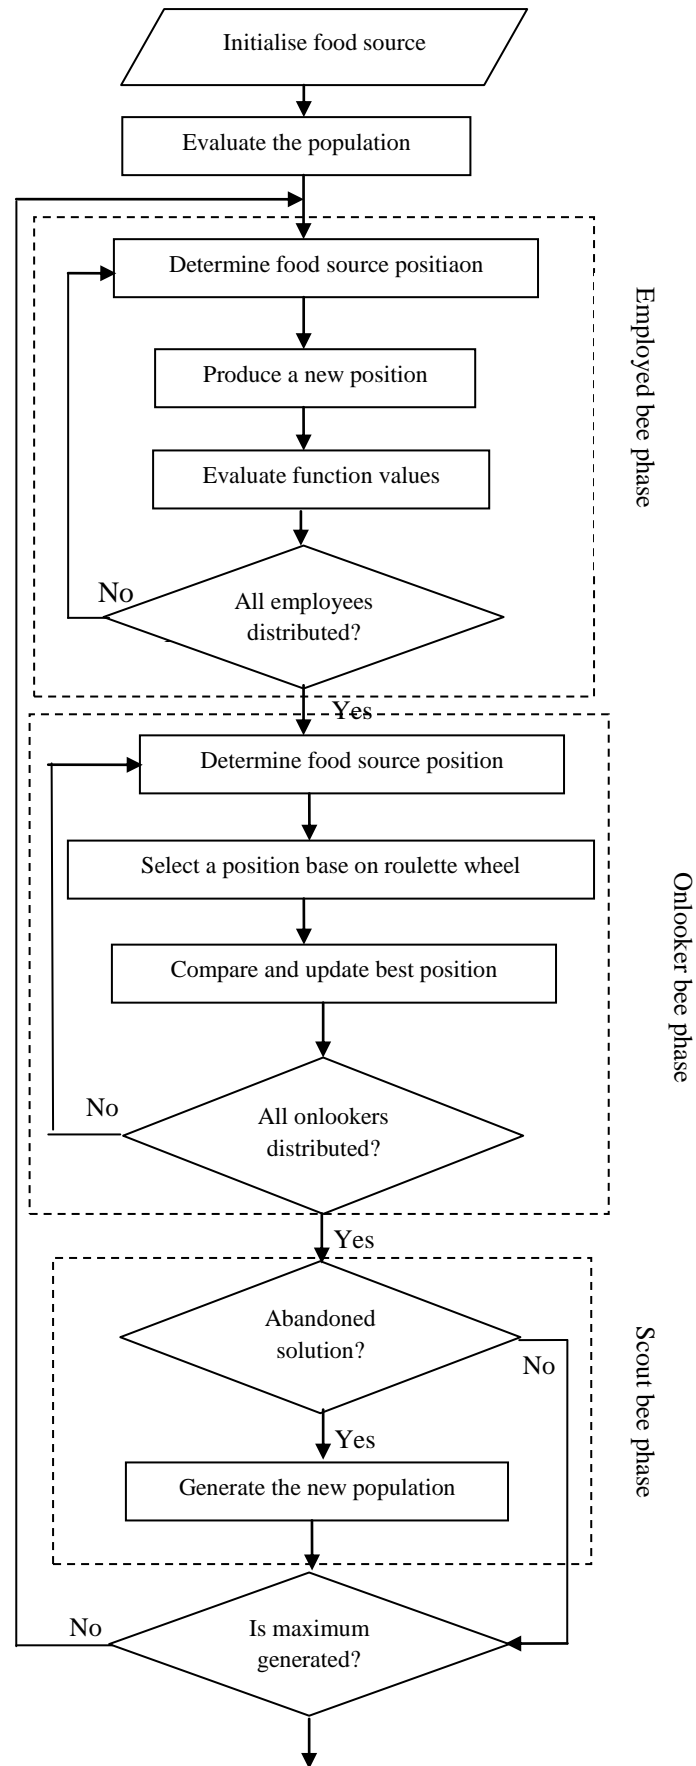 Initialise food source
Evaluate the population
Determine food source positiaon
Produce a new position
Evaluate function values
Employed bee phase
No
All employees
distributed?
Yes
Determine food source position
Select a position base on roulette wheel
Compare and update best position
Onlooker bee phase
No
All onlookers
distributed?
Yes
Abandoned
solution?
No
Yes
Scout bee phase
Generate the new population
No
Is maximum
generated?